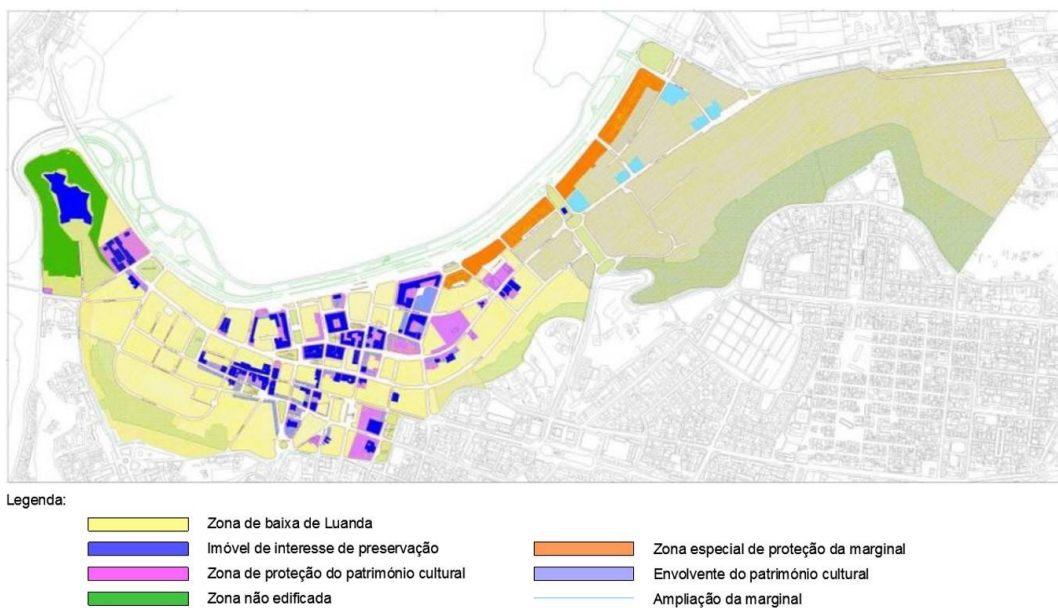 Legenda:
Zona de baixa de Luanda
Imóvel de interesse de preservação
Zona de proteção do património cultural
Zona não edificada
Zona especial de proteção da marginal
Envolvente do património cultural
Ampliação da marginal